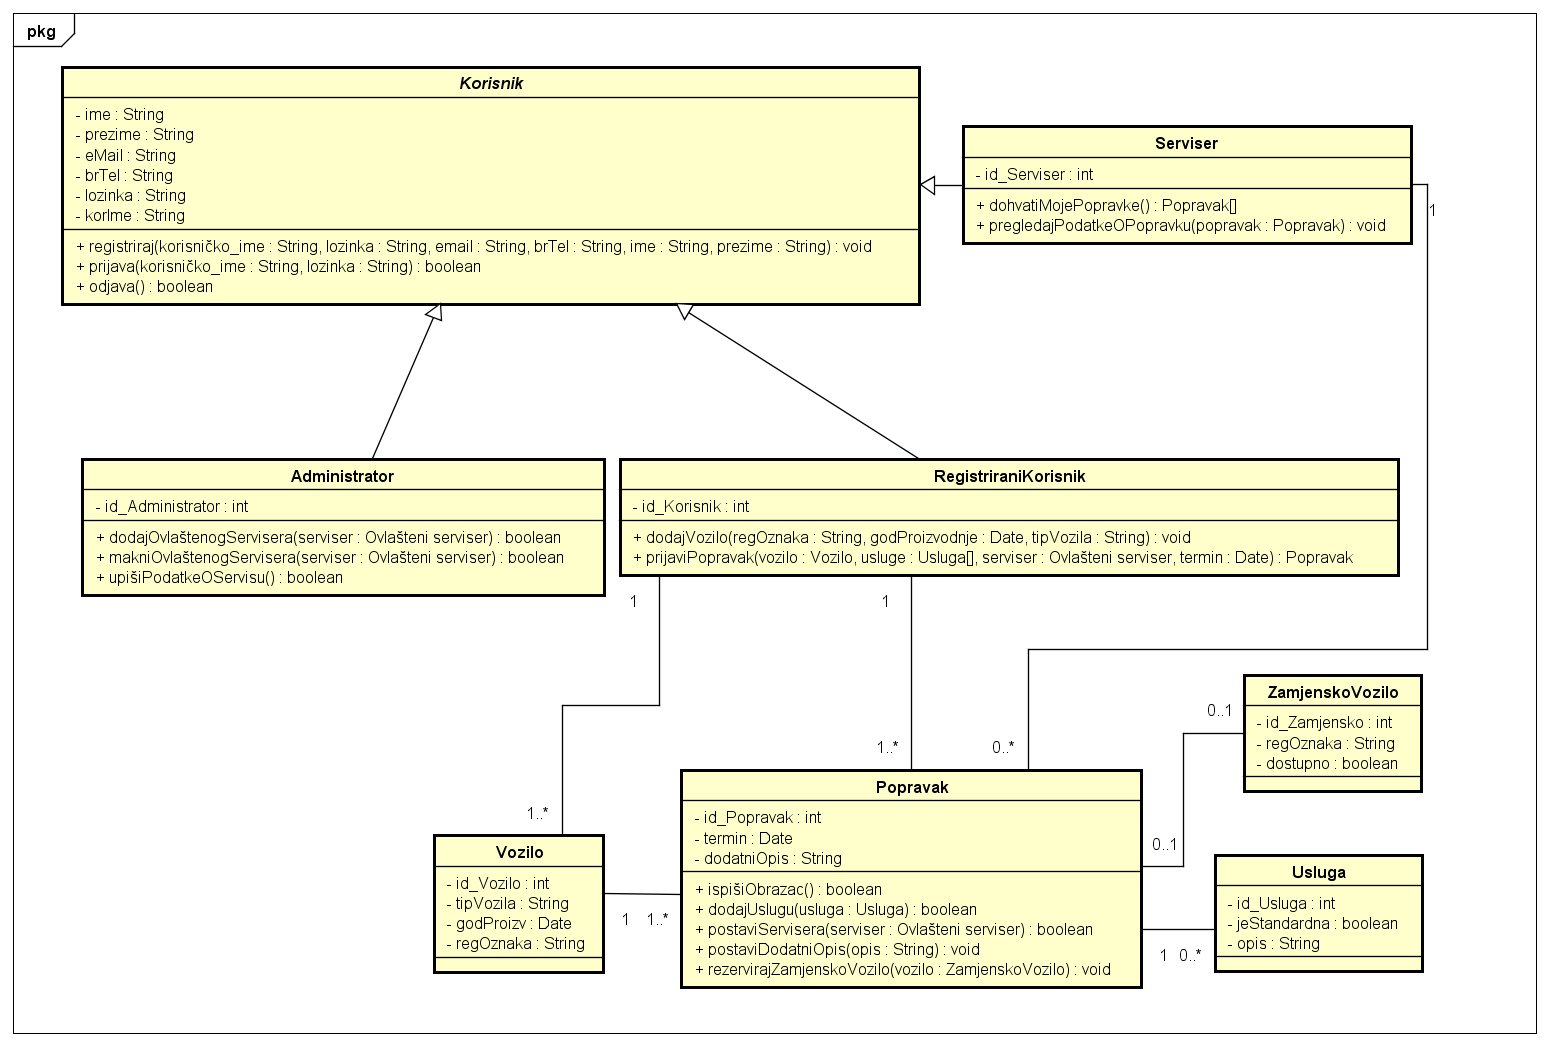 pkg
Korisnik
- ime : String
- prezime : String
- eMail : String
- brTel : String
- lozinka : String
- korIme : String
+ registriraj(korisničko_ime : String, lozinka : String, email : String, brTel : String, ime : String, prezime : String) : void
+ prijava(korisničko_ime : String, lozinka : String) : boolean
+ odjava() : boolean
Serviser
- id_Serviser : int
+ dohvatiMojePopravke() : Popravak[]
+ pregledajPodatkeOPopravku(popravak : Popravak) : void
1
Administrator
- id_Administrator : int
+ dodajOvlaštenogServisera(serviser : Ovlašteni serviser) : boolean
+ makniOvlaštenogServisera(serviser : Ovlašteni serviser) : boolean
+ upišiPodatkeOServisu() : boolean
RegistriraniKorisnik
- id_Korisnik : int
+ dodajVozilo(regOznaka : String, godProizvodnje : Date, tipVozila : String) : void
+ prijaviPopravak(vozilo : Vozilo, usluge : Usluga[], serviser : Ovlašteni serviser, termin : Date) : Popravak
1
1
1..*
0..*
1..*
0..1
0..1
ZamjenskoVozilo
- id_Zamjensko : int
- regOznaka : String
- dostupno : boolean
Vozilo
- id_Vozilo : int
- tipVozila : String
- godProizv : Date
- regOznaka : String
1 1..*
Popravak
- id_Popravak : int
- termin : Date
- dodatniOpis : String
+ ispišiObrazac() : boolean
+ dodajUslugu(usluga : Usluga) : boolean
+ postaviServisera(serviser : Ovlašteni serviser) : boolean
+ postaviDodatniOpis(opis : String) : void
+ rezervirajZamjenskoVozilo(vozilo : ZamjenskoVozilo) : void
1 0..*
Usluga
- id_Usluga : int
- jeStandardna : boolean
- opis : String